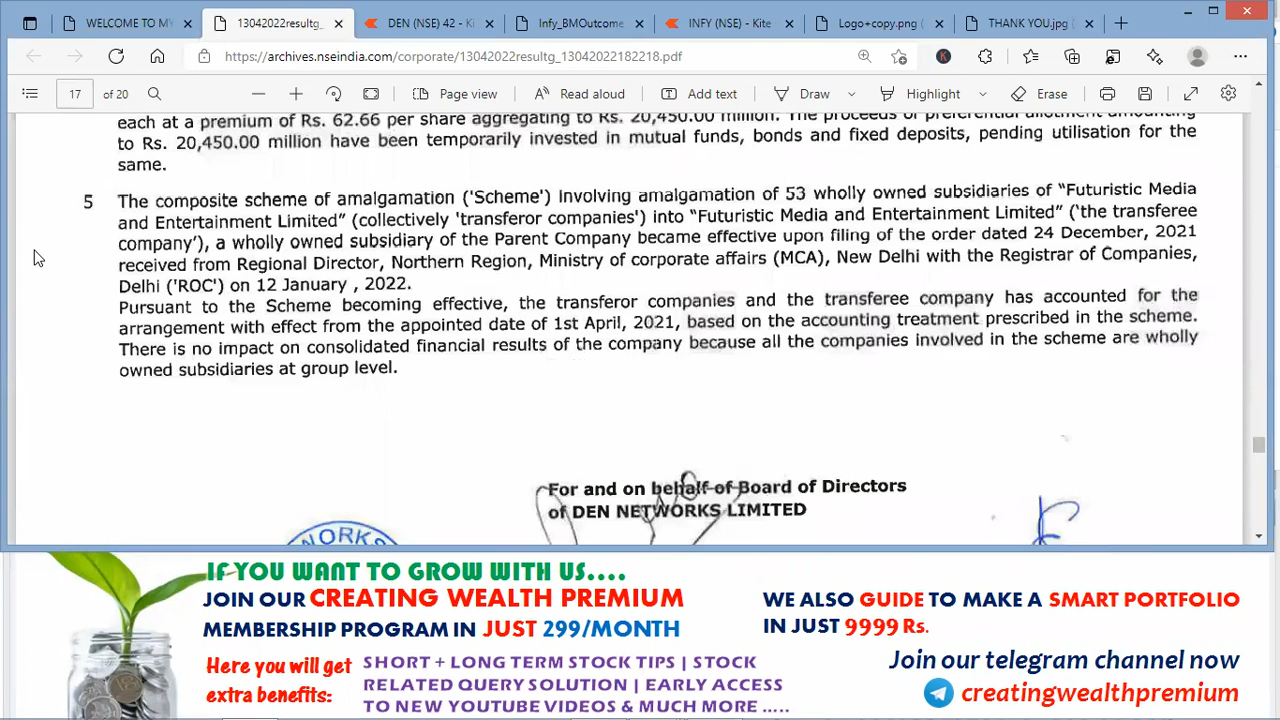 WELCOME TO MY
13042022resultg_
DEN (NSE) 42 - Kite
Infy_BMOutcome
INFY (NSE) - Kite
Logo+copy.png (
THANK YOU.jpg (
https://archives.nseindia.com/corporate/13042022resultg_13042022182218.pdf
K
17 of 20
Page view
Read aloud
Add text
Draw
Highlight
Erase
each at a premium of Rs. 62.66 per share aggregating to Rs. 20,450.00 million. The proceeds of preferential allotment amounting
to Rs. 20,450.00 million have been temporarily invested in mutual funds, bonds and fixed deposits, pending utilisation for the
same.
5 The composite scheme of amalgamation ('Scheme') involving amalgamation of 53 wholly owned subsidiaries of "Futuristic Media
and Entertainment Limited" (collectively 'transferor companies') into "Futuristic Media and Entertainment Limited" ('the transferee
company'), a wholly owned subsidiary of the Parent Company became effective upon filing of the order dated 24 December, 2021
received from Regional Director, Northern Region, Ministry of corporate affairs (MCA), New Delhi with the Registrar of Companies,
Delhi ('ROC') on 12 January , 2022.
Pursuant to the Scheme becoming effective, the transferor companies and the transferee company has accounted for the
arrangement with effect from the appointed date of 1st April, 2021, based on the accounting treatment prescribed in the scheme.
There is no impact on consolidated financial results of the company because all the companies involved in the scheme are wholly
owned subsidiaries at group level.
For and on behalf of Board of Directors
of DEN NETWORKS LIMITED
WORKS
IF YOU WANT TO GROW WITH US....
JOIN OUR CREATING WEALTH PREMIUM
MEMBERSHIP PROGRAM IN JUST 299/MONTH
Here you will get
extra benefits:
SHORT + LONG TERM STOCK TIPS | STOCK
RELATED QUERY SOLUTION | EARLY ACCESS
TO NEW YOUTUBE VIDEOS & MUCH MORE .....
WE ALSO GUIDE TO MAKE A SMART PORTFOLIO
IN JUST 9999 Rs.
Join our telegram channel now
creatingwealthpremium